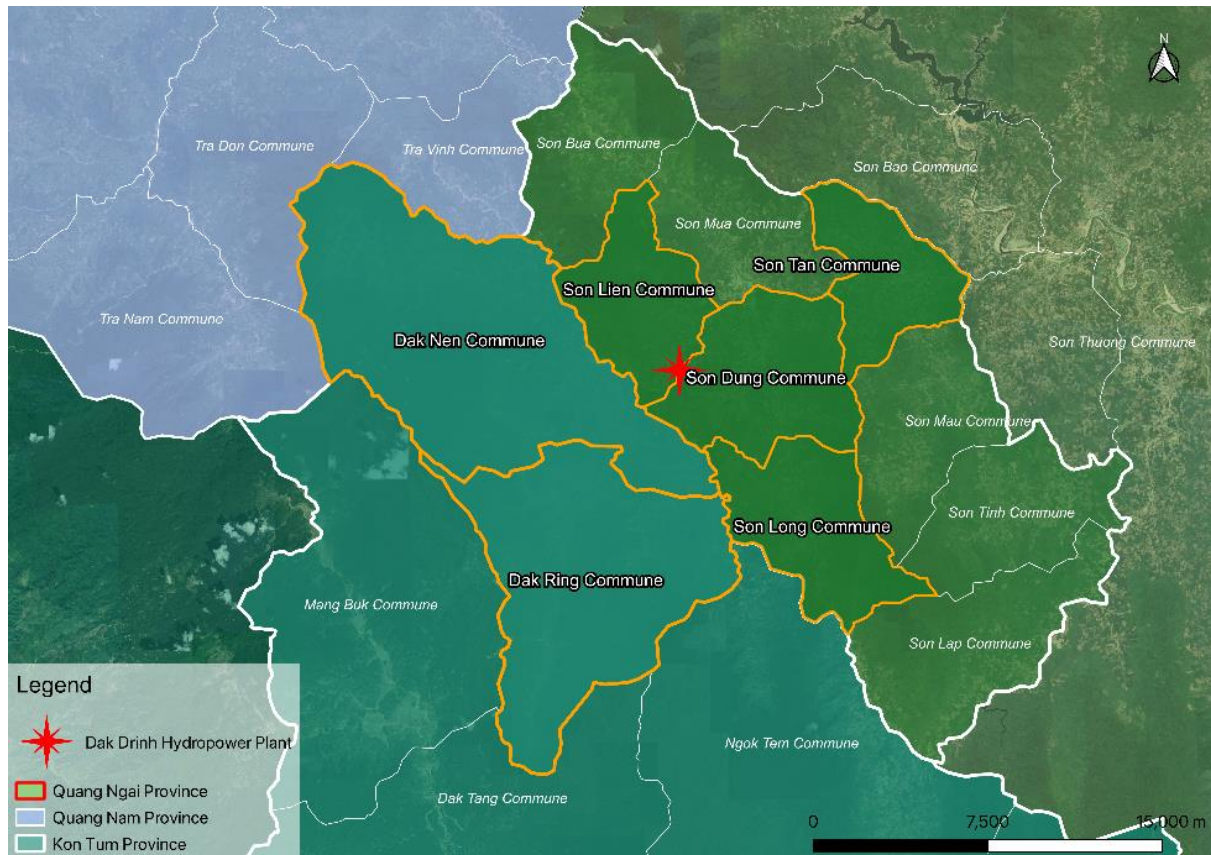 N
Tra Don Commune
Tra Vinh Commune
Son Bua Commune
Son Bao Commune
Son Mua Commune
Son Tan Commune
Son Lien Commune
Tra Nam Commune
Dak Nen Commune
Son Thuong Commune
Son Dung Commune
Son Mau Commune
Son Tinh Commune
Son Long Commune
Dak Ring Commune
Mang Buk Commune
Son Lap Commune
Ngok Tem Commune
Dak Tang Commune
Legend
Dak Drinh Hydropower Plant
Quang Ngai Province
Quang Nam Province
Kon Tum Province
0 7,500 15,000 m